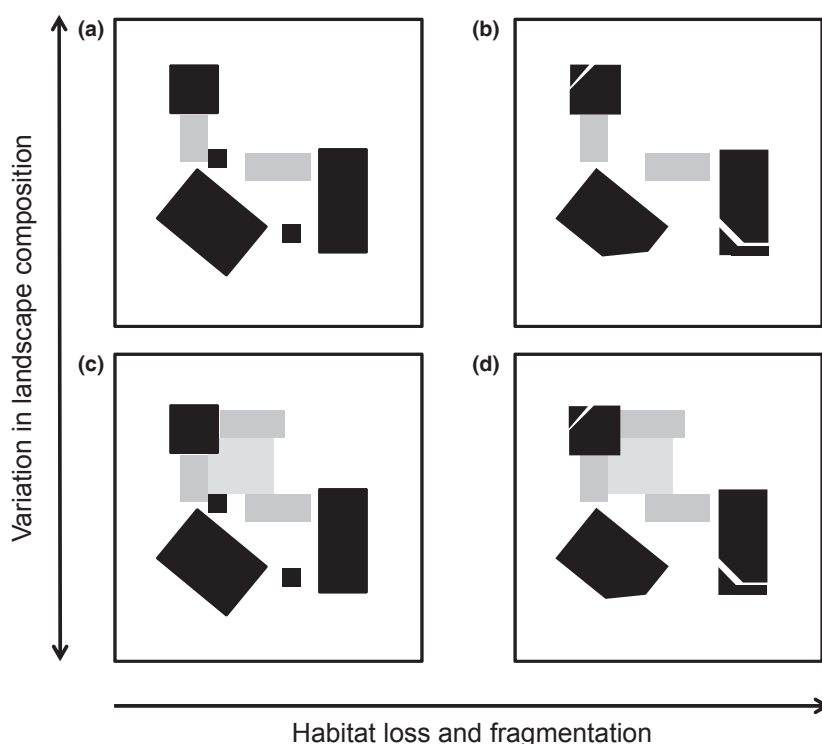 (a)
(b)
Variation in landscape composition
(c)
(d)
Habitat loss and fragmentation